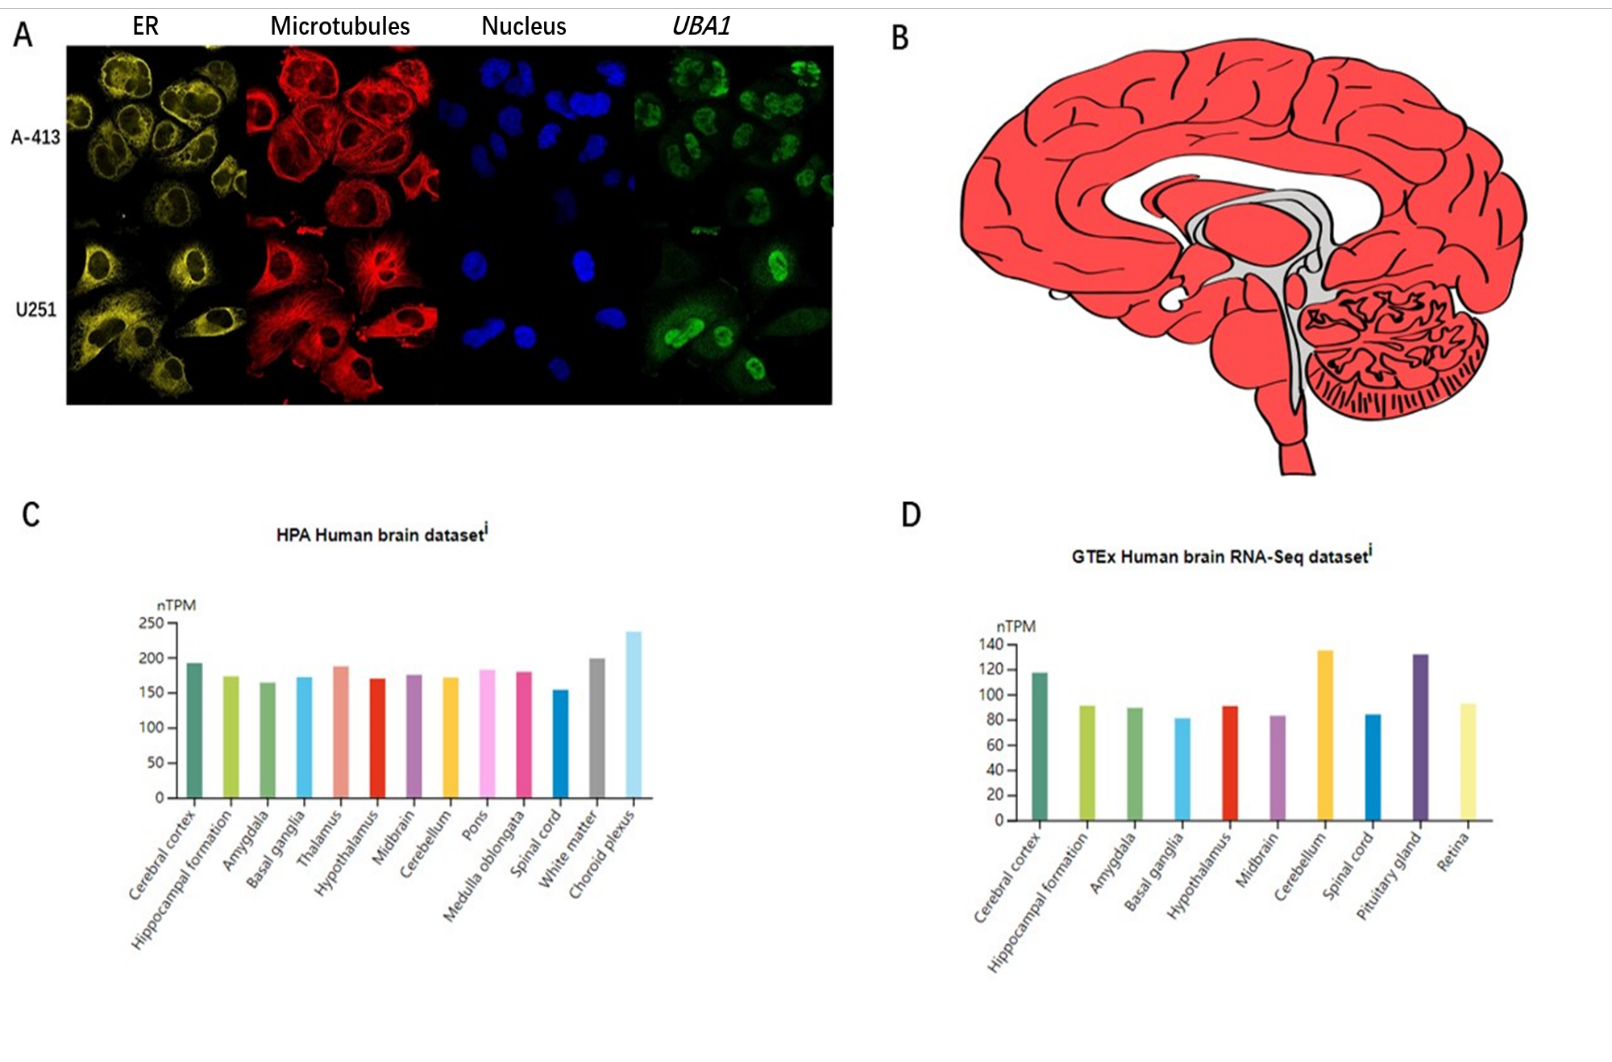 A
ER
Microtubules
Nucleus
UBA1
A-413
U251
B
C
HPA Human brain dataseti
nTPM
250
200
150
100
50
0
Cerebral cortex
Hippocampal formation
Amygdala
Basal ganglia
Thalamus
Hypothalamus
Midbrain
Cerebellum
Pons
Medulla oblongata
Spinal cord
White matter
Choroid plexus
D
GTEx Human brain RNA-Seq dataseti
nTPM
140
120
100
80
60
40
20
0
Cerebral cortex
Hippocampal formation
Amygdala
Basal ganglia
Hypothalamus
Midbrain
Cerebellum
Spinal cord
Pituitary gland
Retina